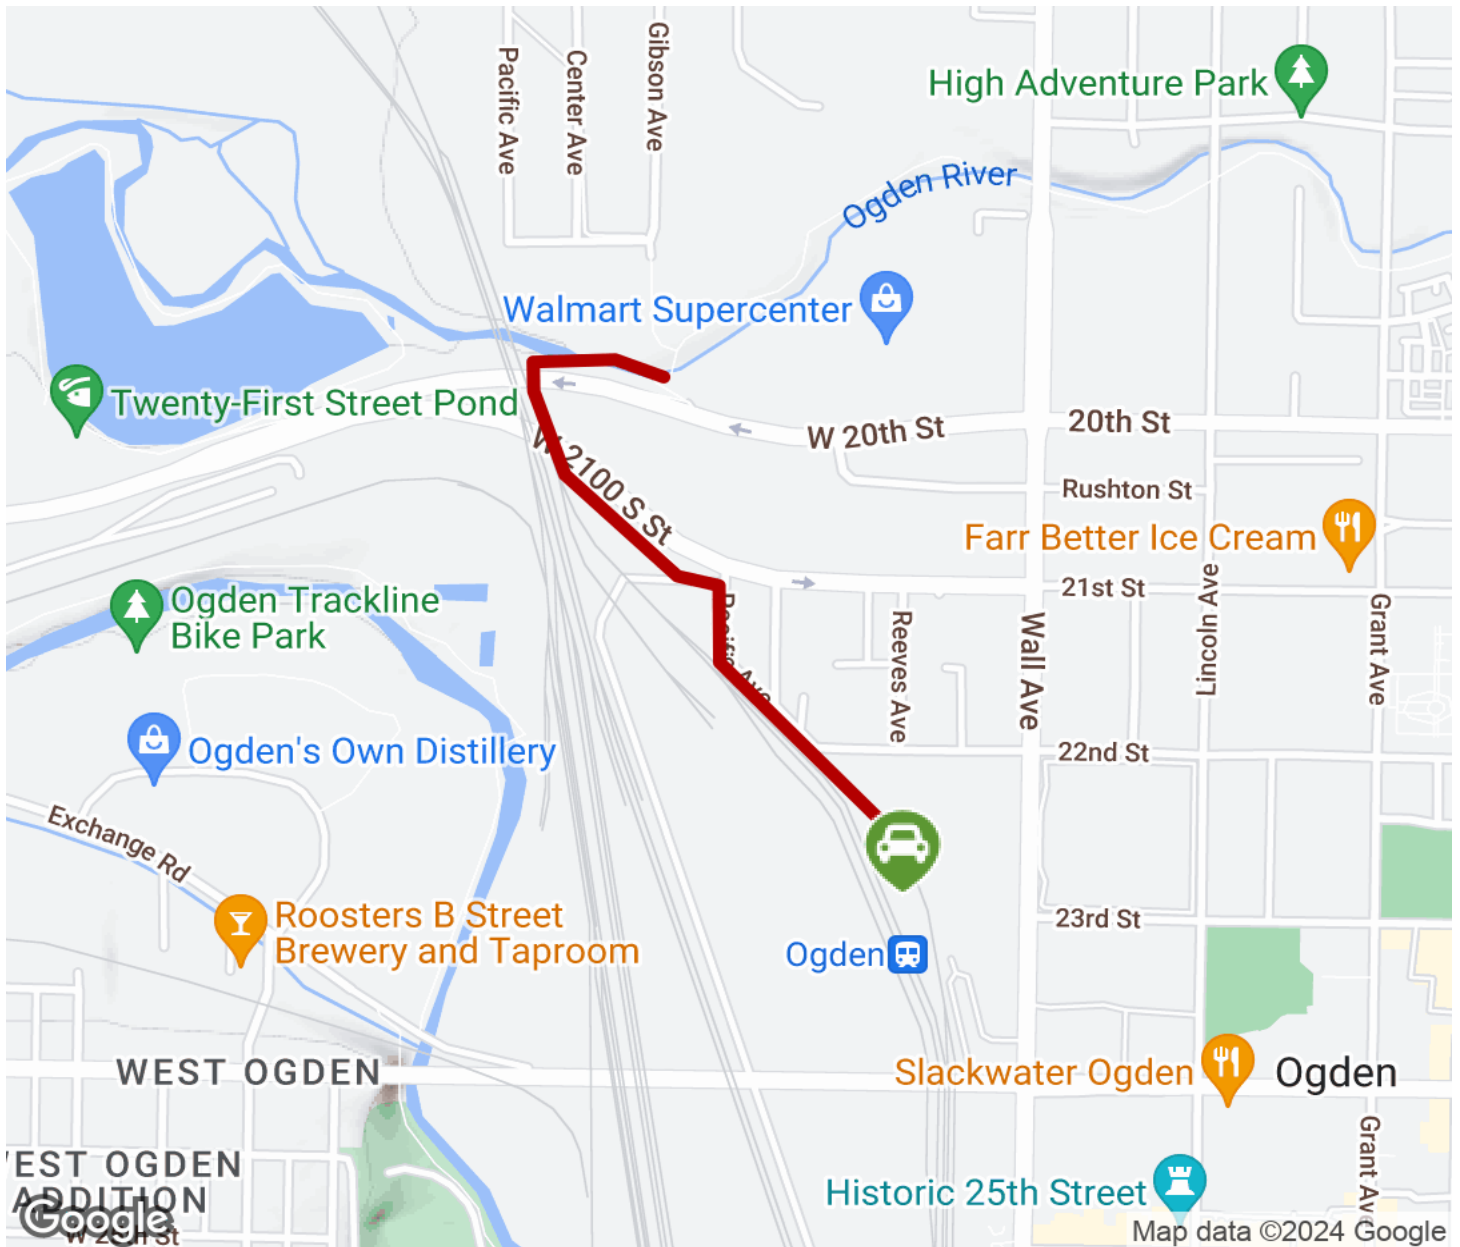 Pacific Ave
Center Ave
Gibson Ave
High Adventure Park
Ogden River
Walmart Supercenter
Twenty-First Street Pond
W 20th St
20th St
W 2100 S St
Rushton St
Farr Better Ice Cream
21st St
Ogden Trackline
Bike Park
Pacific Ave
Reeves Ave
Wall Ave
Lincoln Ave
Grant Ave
Ogden's Own Distillery
22nd St
Exchange Rd
Roosters B Street
Brewery and Taproom
23rd St
Ogden
WEST OGDEN
Slackwater Ogden
Ogden
Grant Ave
EST OGDEN
ADDITION
Historic 25th Street
Google
Map data ©2024 Google